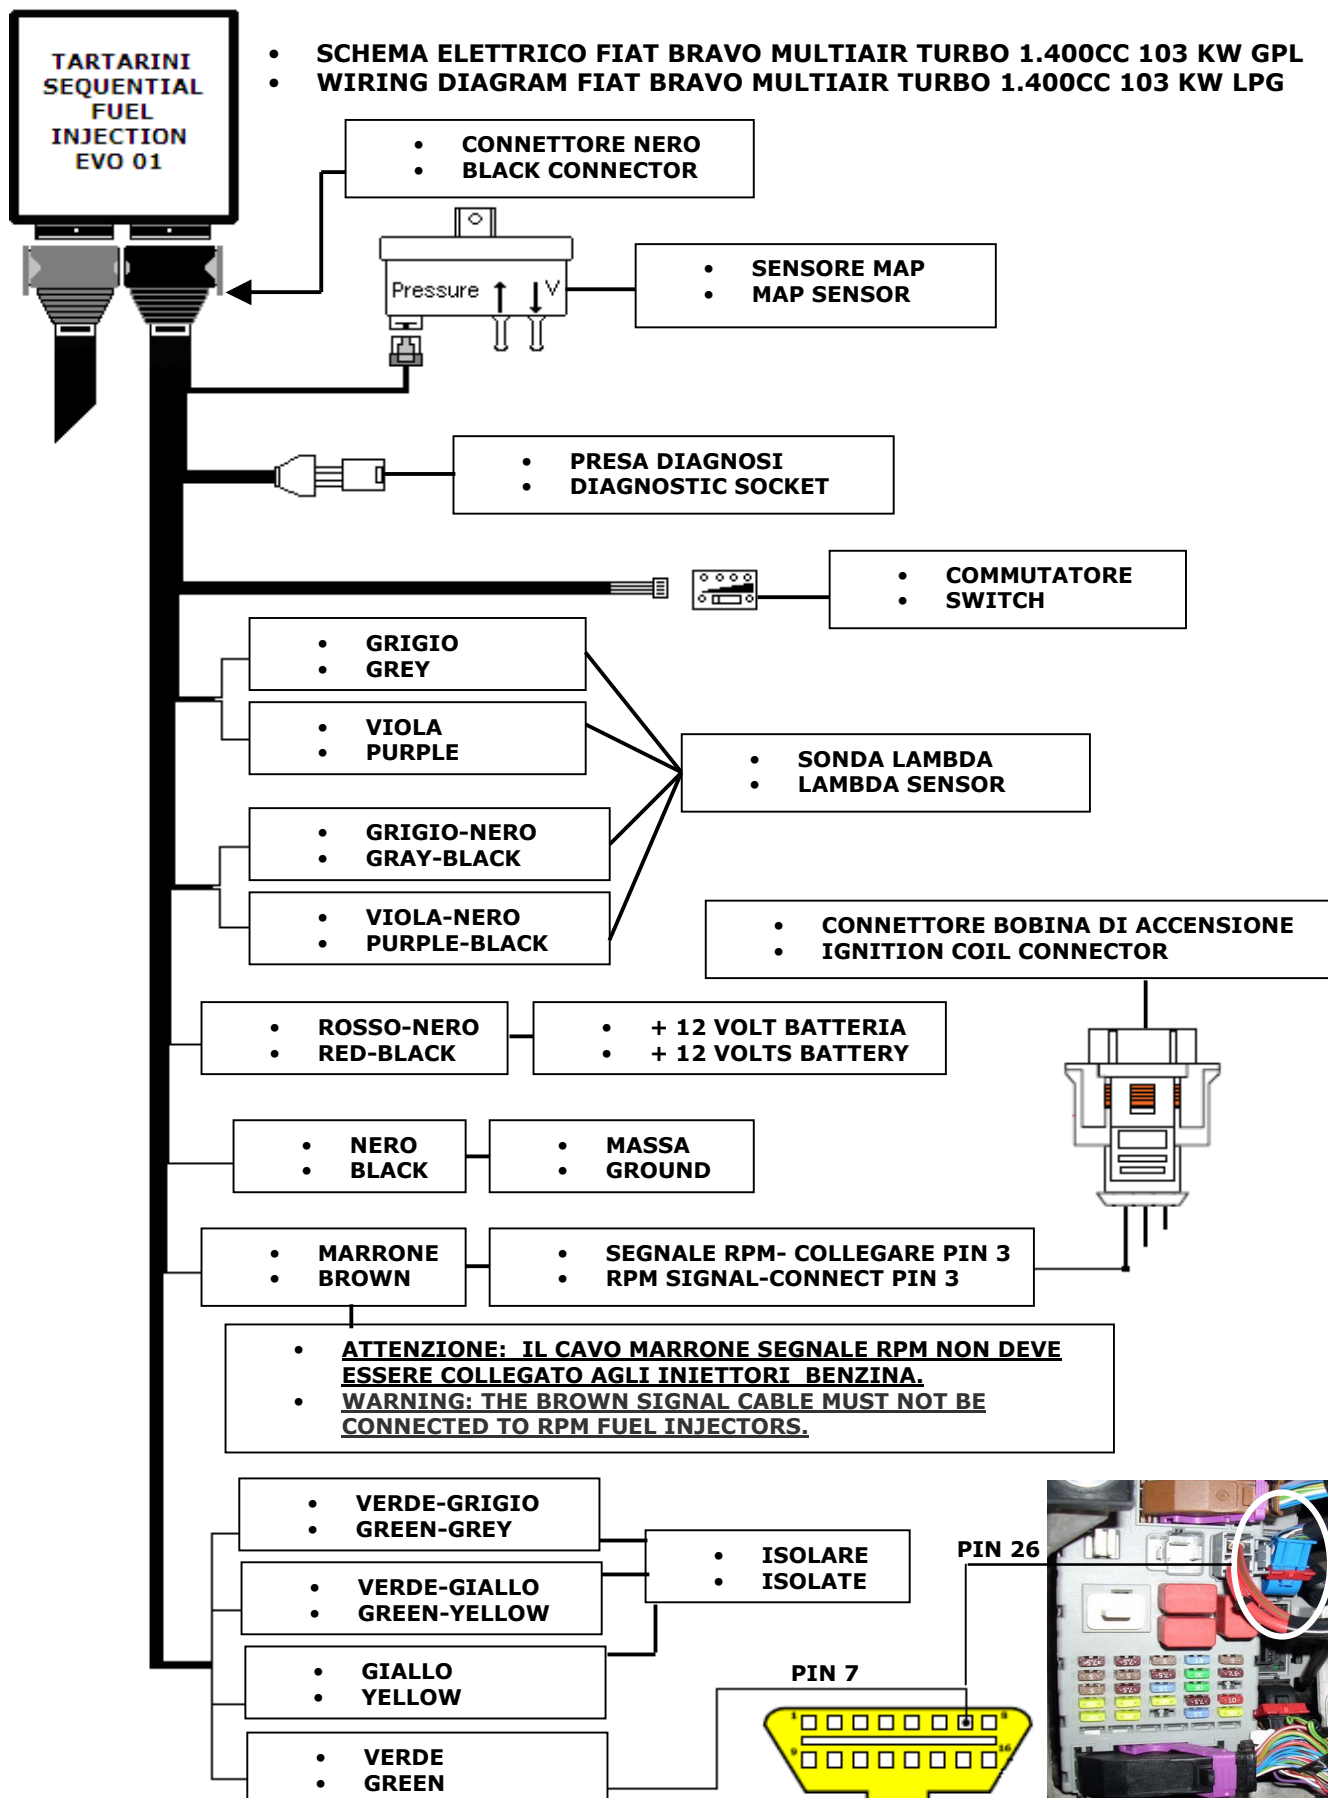 TARTARINI
SEQUENTIAL
FUEL
INJECTION
EVO 01
• SCHEMA ELETTRICO FIAT BRAVO MULTIAIR TURBO 1.400CC 103 KW GPL
• WIRING DIAGRAM FIAT BRAVO MULTIAIR TURBO 1.400CC 103 KW LPG
• CONNETTORE NERO
• BLACK CONNECTOR
Pressure V
• SENSORE MAP
• MAP SENSOR
• PRESA DIAGNOSI
• DIAGNOSTIC SOCKET
• COMMUTATORE
• SWITCH
• GRIGIO
• GREY
• VIOLA
• PURPLE
• SONDA LAMBDA
• LAMBDA SENSOR
• GRIGIO-NERO
• GRAY-BLACK
• VIOLA-NERO
• PURPLE-BLACK
• CONNETTORE BOBINA DI ACCENSIONE
• IGNITION COIL CONNECTOR
• ROSSO-NERO
• RED-BLACK
• + 12 VOLT BATTERIA
• + 12 VOLTS BATTERY
• NERO
• BLACK
• MASSA
• GROUND
• MARRONE
• BROWN
• SEGNALE RPM- COLLEGARE PIN 3
• RPM SIGNAL-CONNECT PIN 3
• ATTENZIONE: IL CAVO MARRONE SEGNALE RPM NON DEVE
ESSERE COLLEGATO AGLI INIETTORI BENZINA.
• WARNING: THE BROWN SIGNAL CABLE MUST NOT BE
CONNECTED TO RPM FUEL INJECTORS.
• VERDE-GRIGIO
• GREEN-GREY
• VERDE-GIALLO
• GREEN-YELLOW
• ISOLARE
• ISOLATE
PIN 26
• GIALLO
• YELLOW
PIN 7
• VERDE
• GREEN
1 8
9 16